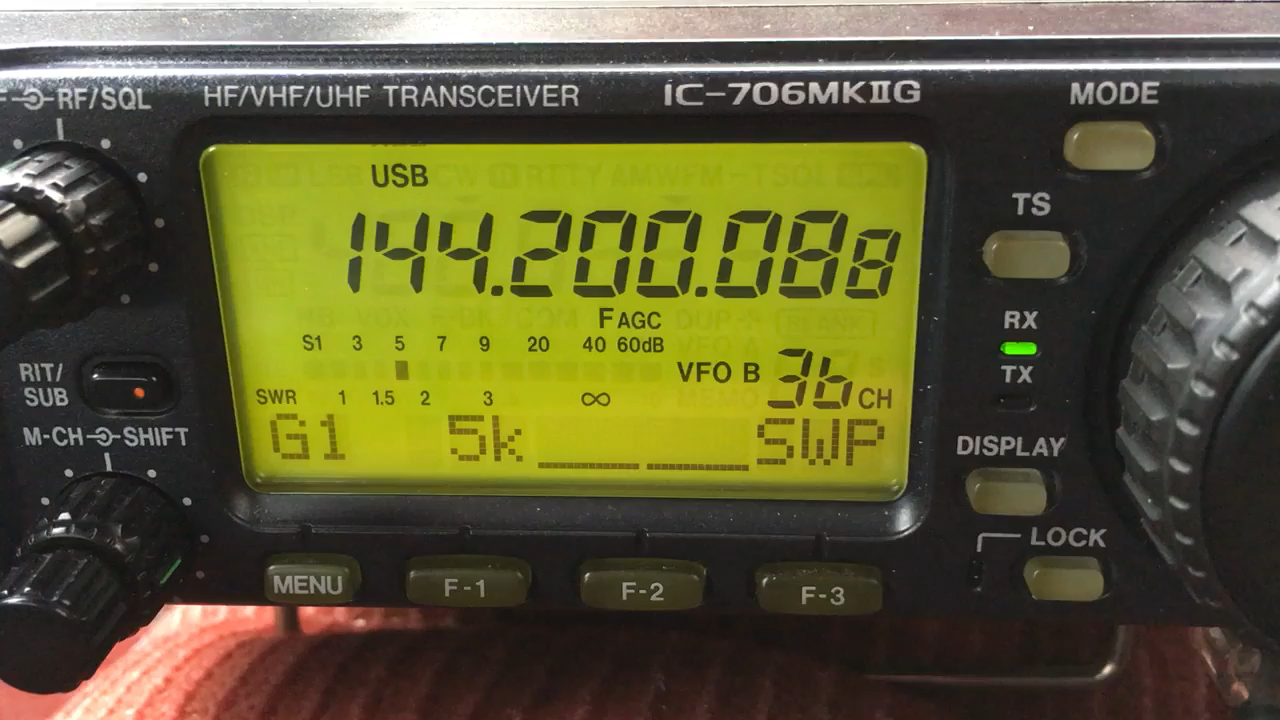 RF/SQL HF/VHF/UHF TRANSCEIVER iC-706MKIIG MODE
USB
TS
144.200.088
F AGC
RX
S1 3 5 7 9 20 40 60dB
VFO B 36 CH
TX
RIT/
SUB
SWR 1 1.5 2 3 ∞
M-CH SHIFT
G1 5k SWP
DISPLAY
LOCK
MENU F-1 F-2 F-3